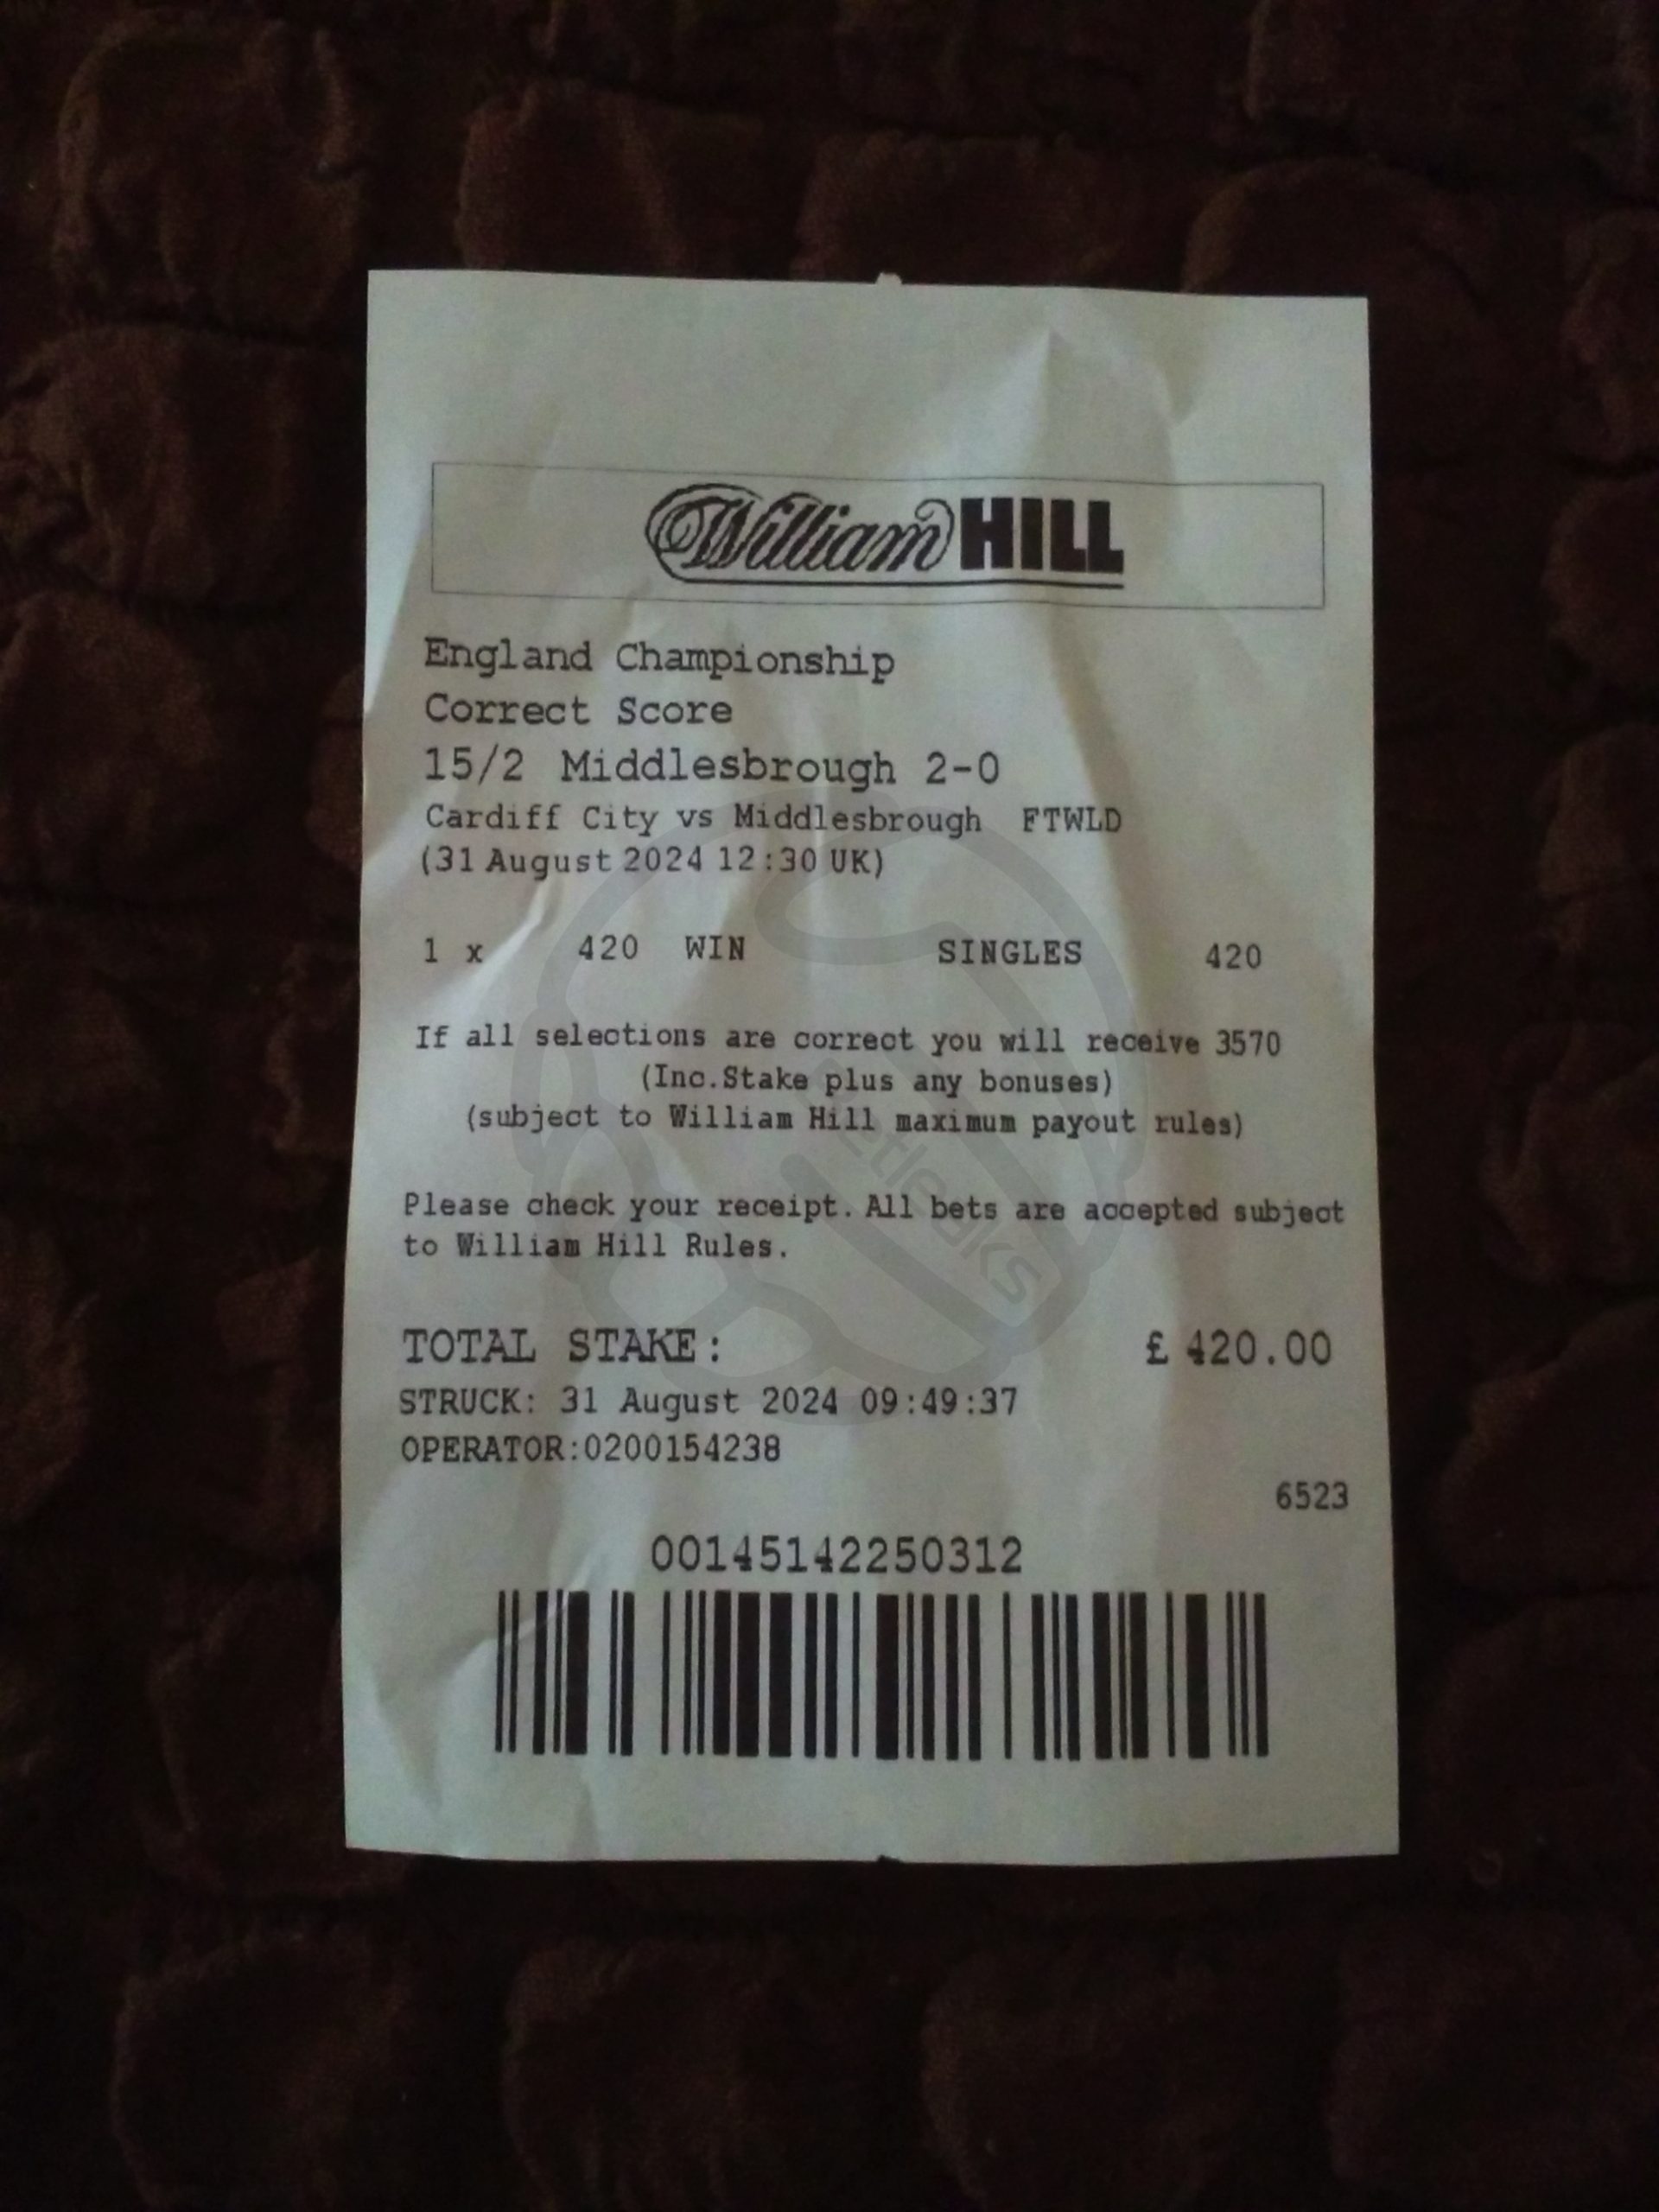 William HILL
England Championship
Correct Score
15/2 Middlesbrough 2-0
Cardiff City vs Middlesbrough FTWLD
(31 August 2024 12:30 UK)
1 x 420 WIN SINGLES 420
If all selections are correct you will receive 3570
(Inc.Stake plus any bonuses)
(subject to William Hill maximum payout rules)
Please check your receipt. All bets are accepted subject
to William Hill Rules.
TOTAL STAKE: £ 420.00
STRUCK: 31 August 2024 09:49:37
OPERATOR:0200154238
6523
00145142250312